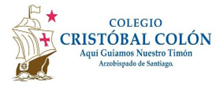 COLEGIO
CRISTÓBAL COLÓN
Aquí Guiamos Nuestro Timón
Arzobispado de Santiago.